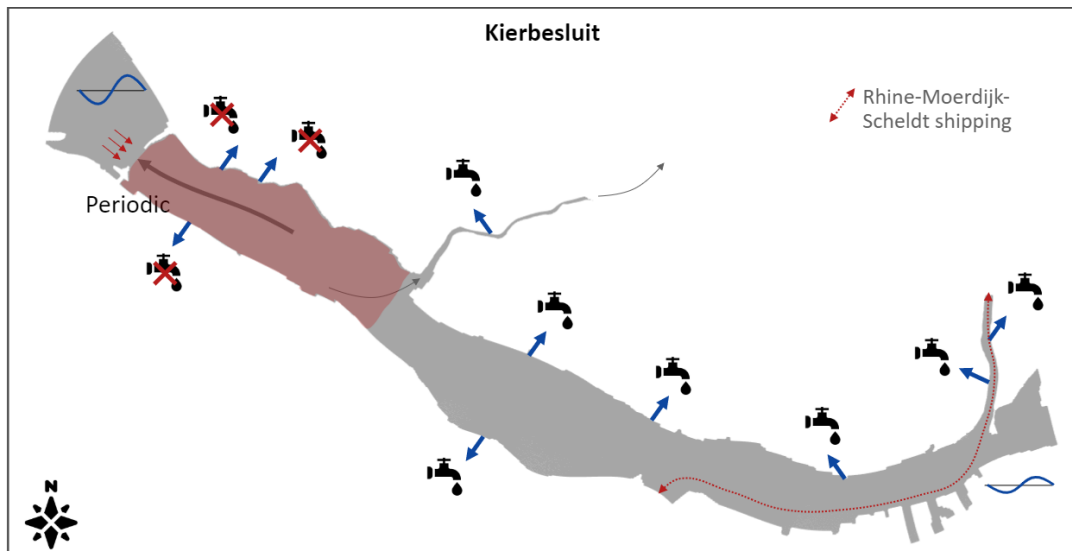 Kierbesluit
Rhine-Moerdijk-
Scheldt shipping
Periodic
N